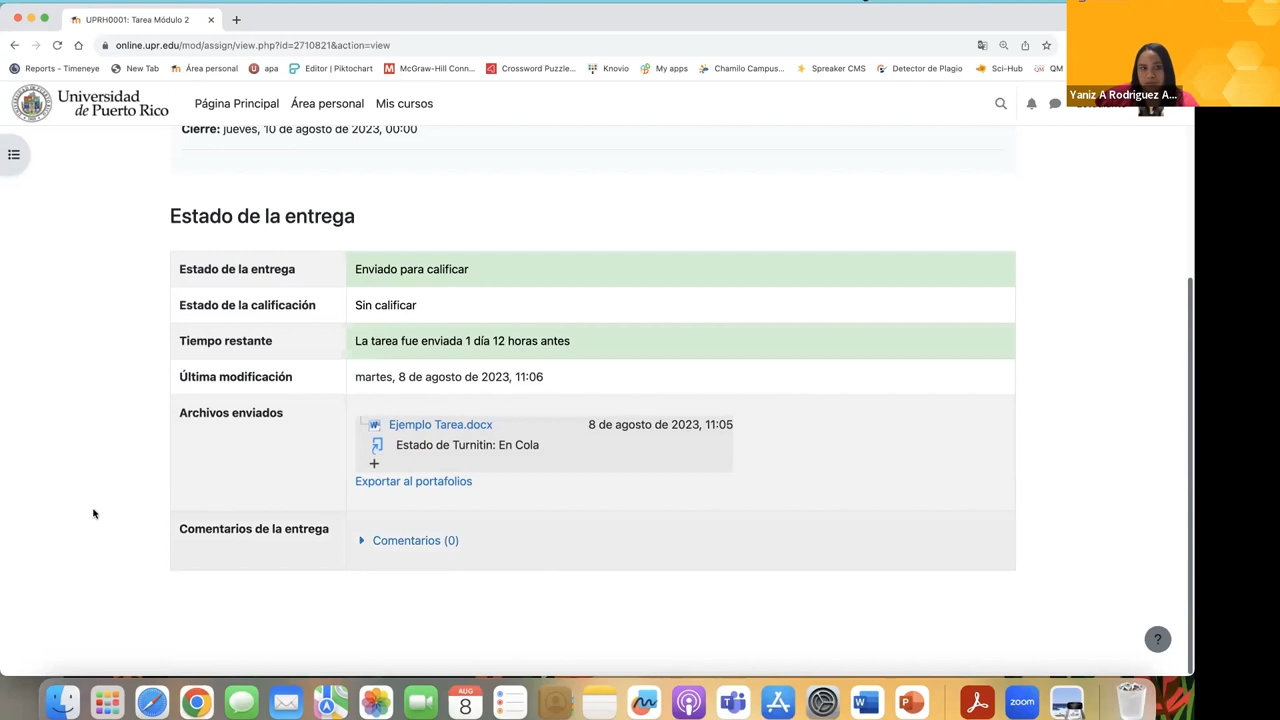 UPRH0001: Tarea Módulo 2
online.upr.edu/mod/assign/view.php?id=2710821&action=view
Reports - Timeneye
New Tab
Área personal
apa
Editor | Piktochart
McGraw-Hill Conn...
Crossword Puzzle...
Knovio
My apps
Chamilo Campus...
Spreaker CMS
Detector de Plagio
Sci-Hub
QM
Yaniz A Rodriguez A...
Universidad
de Puerto Rico
Página Principal
Área personal
Mis cursos
Cierre: jueves, 10 de agosto de 2023, 00:00
Estado de la entrega
Estado de la entrega
Enviado para calificar
Estado de la calificación
Sin calificar
Tiempo restante
La tarea fue enviada 1 día 12 horas antes
Última modificación
martes, 8 de agosto de 2023, 11:06
Archivos enviados
Ejemplo Tarea.docx
8 de agosto de 2023, 11:05
Estado de Turnitin: En Cola
+
Exportar al portafolios
Comentarios de la entrega
Comentarios (0)
?
AUG
8
zoom